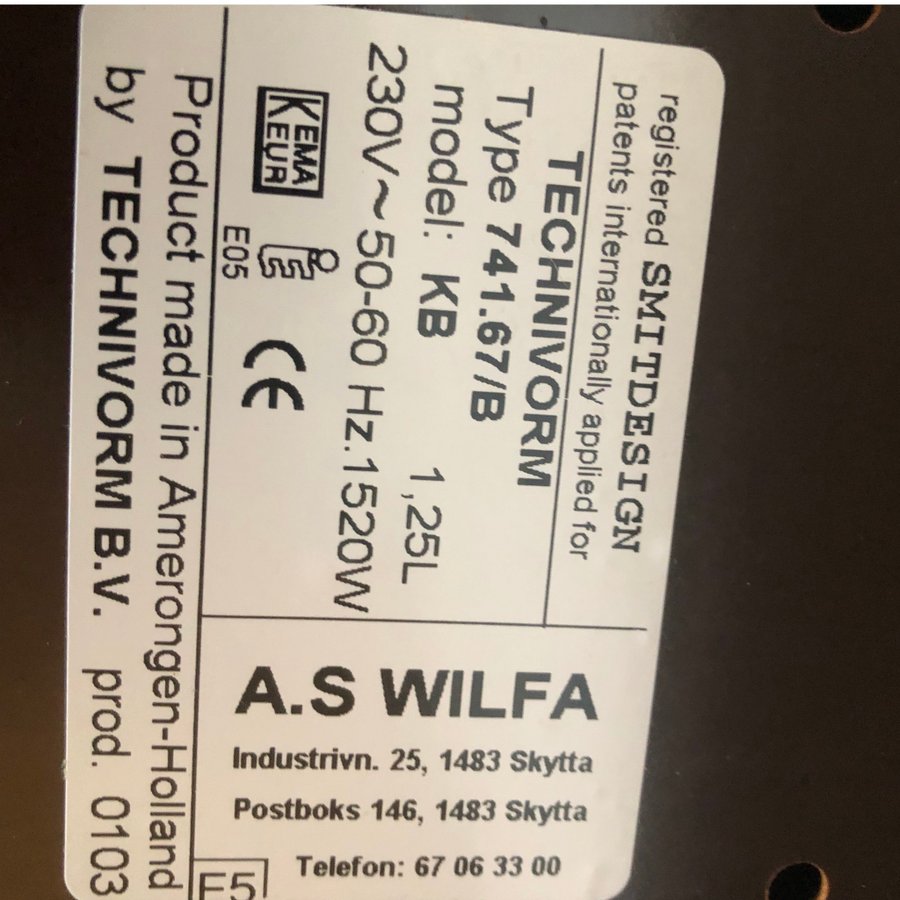 registered SMITDESIGN
patents internationally applied for
TECHNIVORM
Type 741.67/B
model: KB 1,25L
230V~50-60 Hz.1520W
KEMA
KEUR
E05
CE
Product made in Amerongen-Holland
by TECHNIVORM B.V. prod. 0103
A.S WILFA
Industrivn. 25, 1483 Skytta
Postboks 146, 1483 Skytta
Telefon: 67 06 33 00